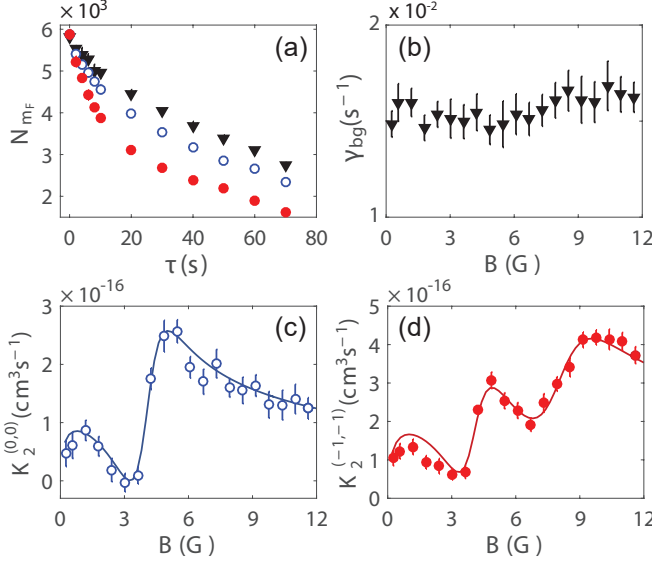 × 10³
6
5
4
3
2
N_{m_F}
(a)
0 20 40 60 80
τ(s)
× 10⁻²
2
1
γ_{bg}(s⁻¹)
(b)
0 3 6 9 12
B (G)
× 10⁻¹⁶
3
2
1
0
K₂^{(0,0)}(cm³s⁻¹)
(c)
0 3 6 9 12
B (G)
× 10⁻¹⁶
5
4
3
2
1
0
K₂^{(−1,−1)}(cm³s⁻¹)
(d)
0 3 6 9 12
B (G)